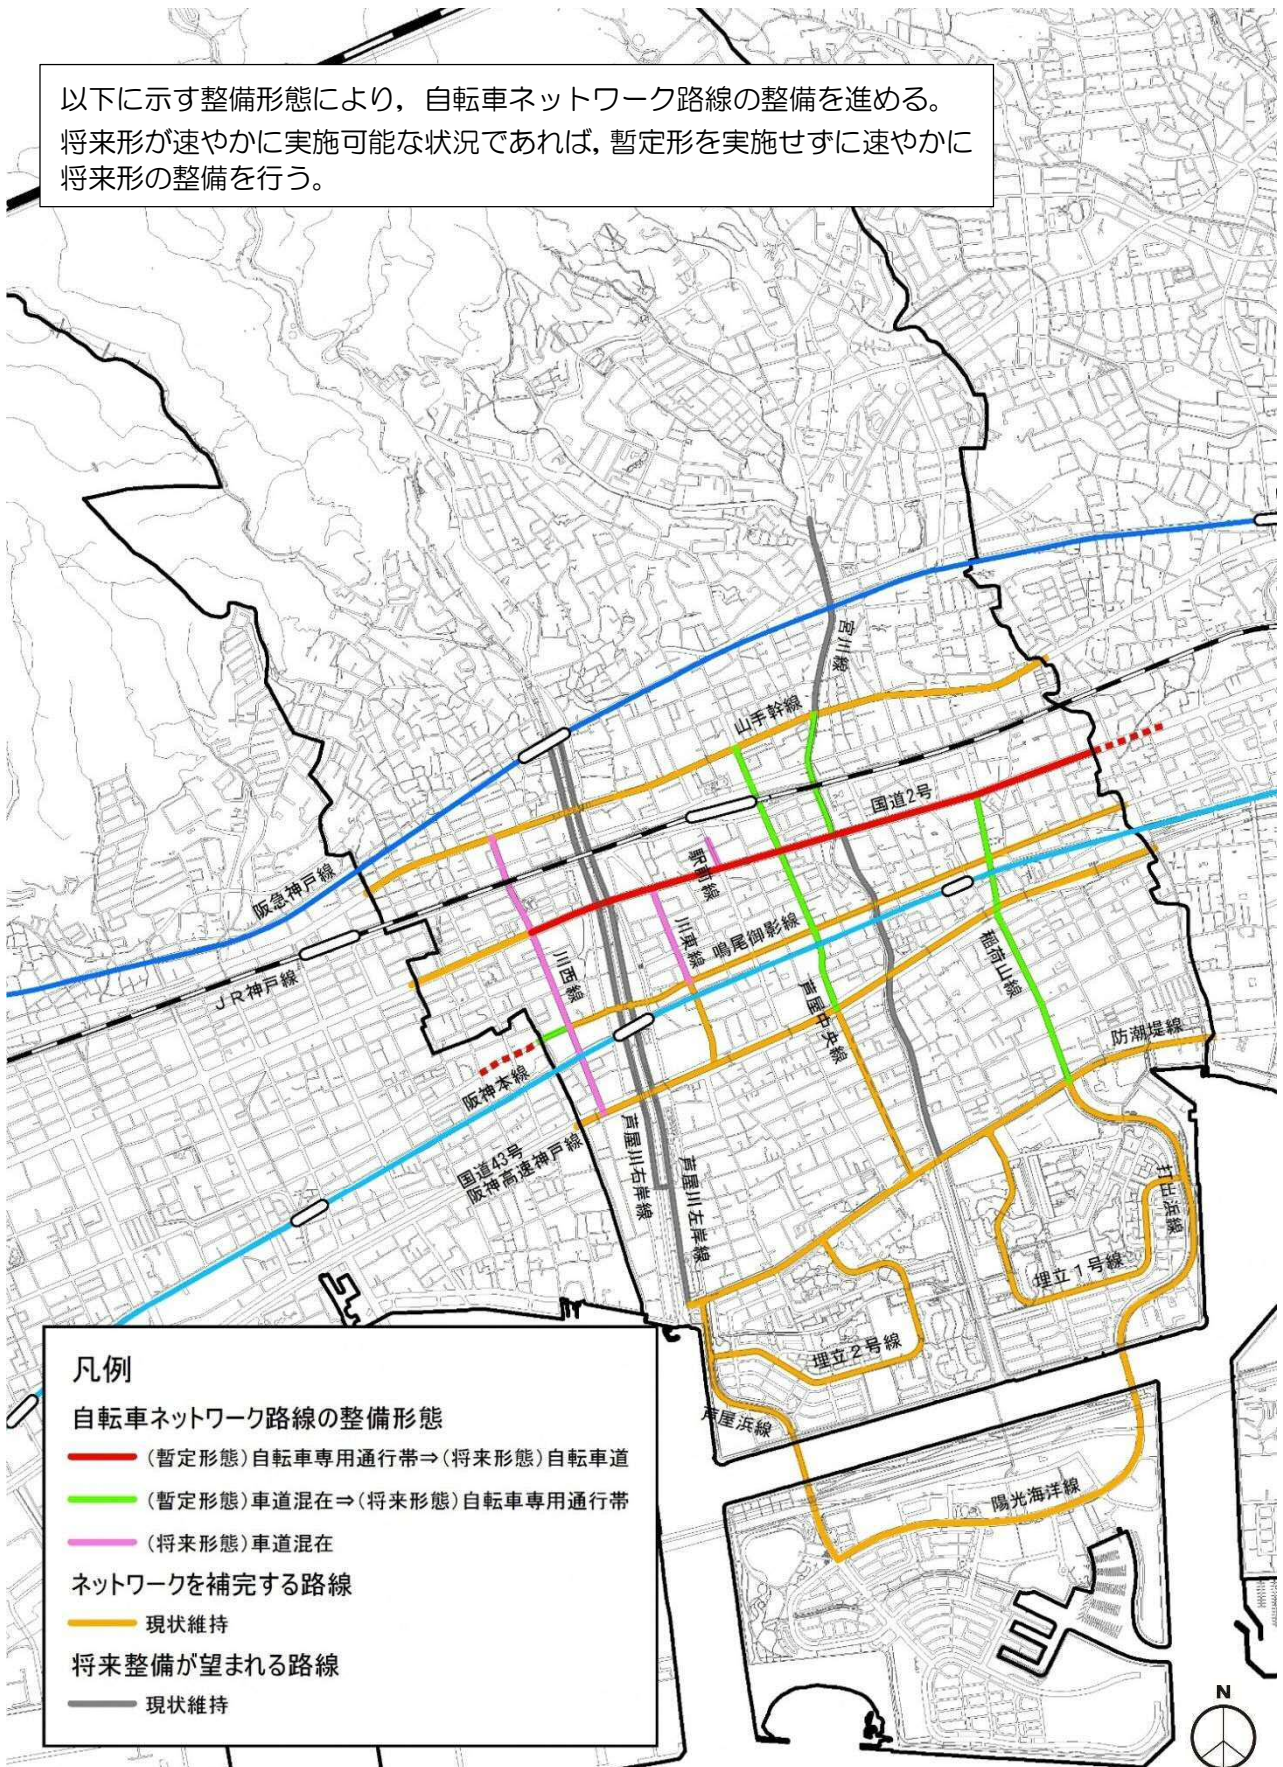 以下に示す整備形態により，自転車ネットワーク路線の整備を進める。
将来形が速やかに実施可能な状況であれば，暫定形を実施せずに速やかに
将来形の整備を行う。
宮川線
山手幹線
国道2号
駅前線
阪急神戸線
川東線
鳴尾御影線
川西線
稲荷山線
JR神戸線
芦屋中央線
防潮堤線
阪神本線
国道43号
阪神高速神戸線
芦屋川右岸線
芦屋川左岸線
打出浜線
埋立1号線
埋立2号線
芦屋浜線
陽光海洋線
凡例
自転車ネットワーク路線の整備形態
(暫定形態)自転車専用通行帯⇒(将来形態)自転車道
(暫定形態)車道混在⇒(将来形態)自転車専用通行帯
(将来形態)車道混在
ネットワークを補完する路線
現状維持
将来整備が望まれる路線
現状維持
N